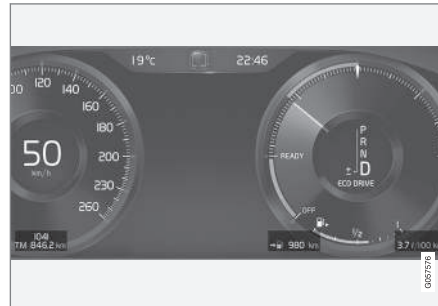 19°c 22:46
00 120 140 160 180 200 230 260
50
km/h
1041
TM 846.2 km
P
R
N
± D
ECO DRIVE
READY
OFF
1/2
1
980 km
3.7 l/100 k
G057576